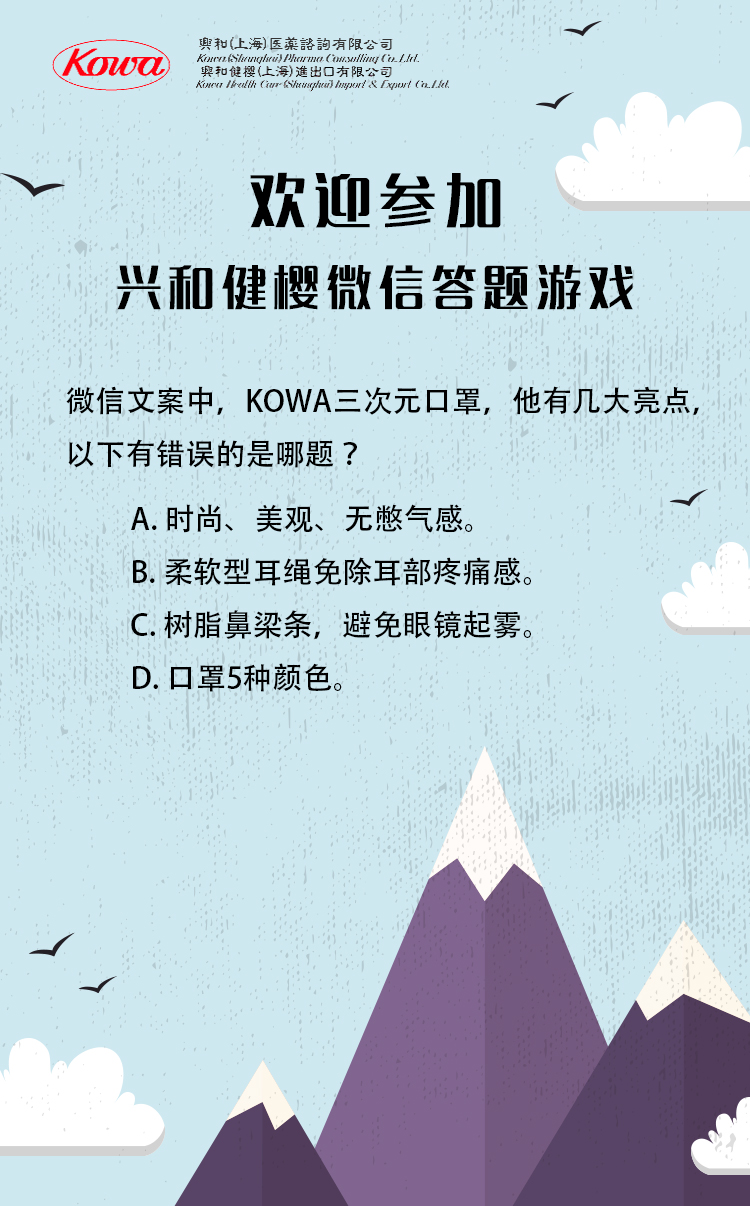 Kowa
興和(上海)医薬諮詢有限公司
Kowa (Shanghai) Pharma Consulting Co.,Ltd.
興和健櫻(上海)進出口有限公司
Kowa Health Care (Shanghai) Import & Export Co.,Ltd.
欢迎参加
兴和健樱微信答题游戏
微信文案中，KOWA三次元口罩，他有几大亮点，
以下有错误的是哪题？
A. 时尚、美观、无憋气感。
B. 柔软型耳绳免除耳部疼痛感。
C. 树脂鼻梁条，避免眼镜起雾。
D. 口罩5种颜色。